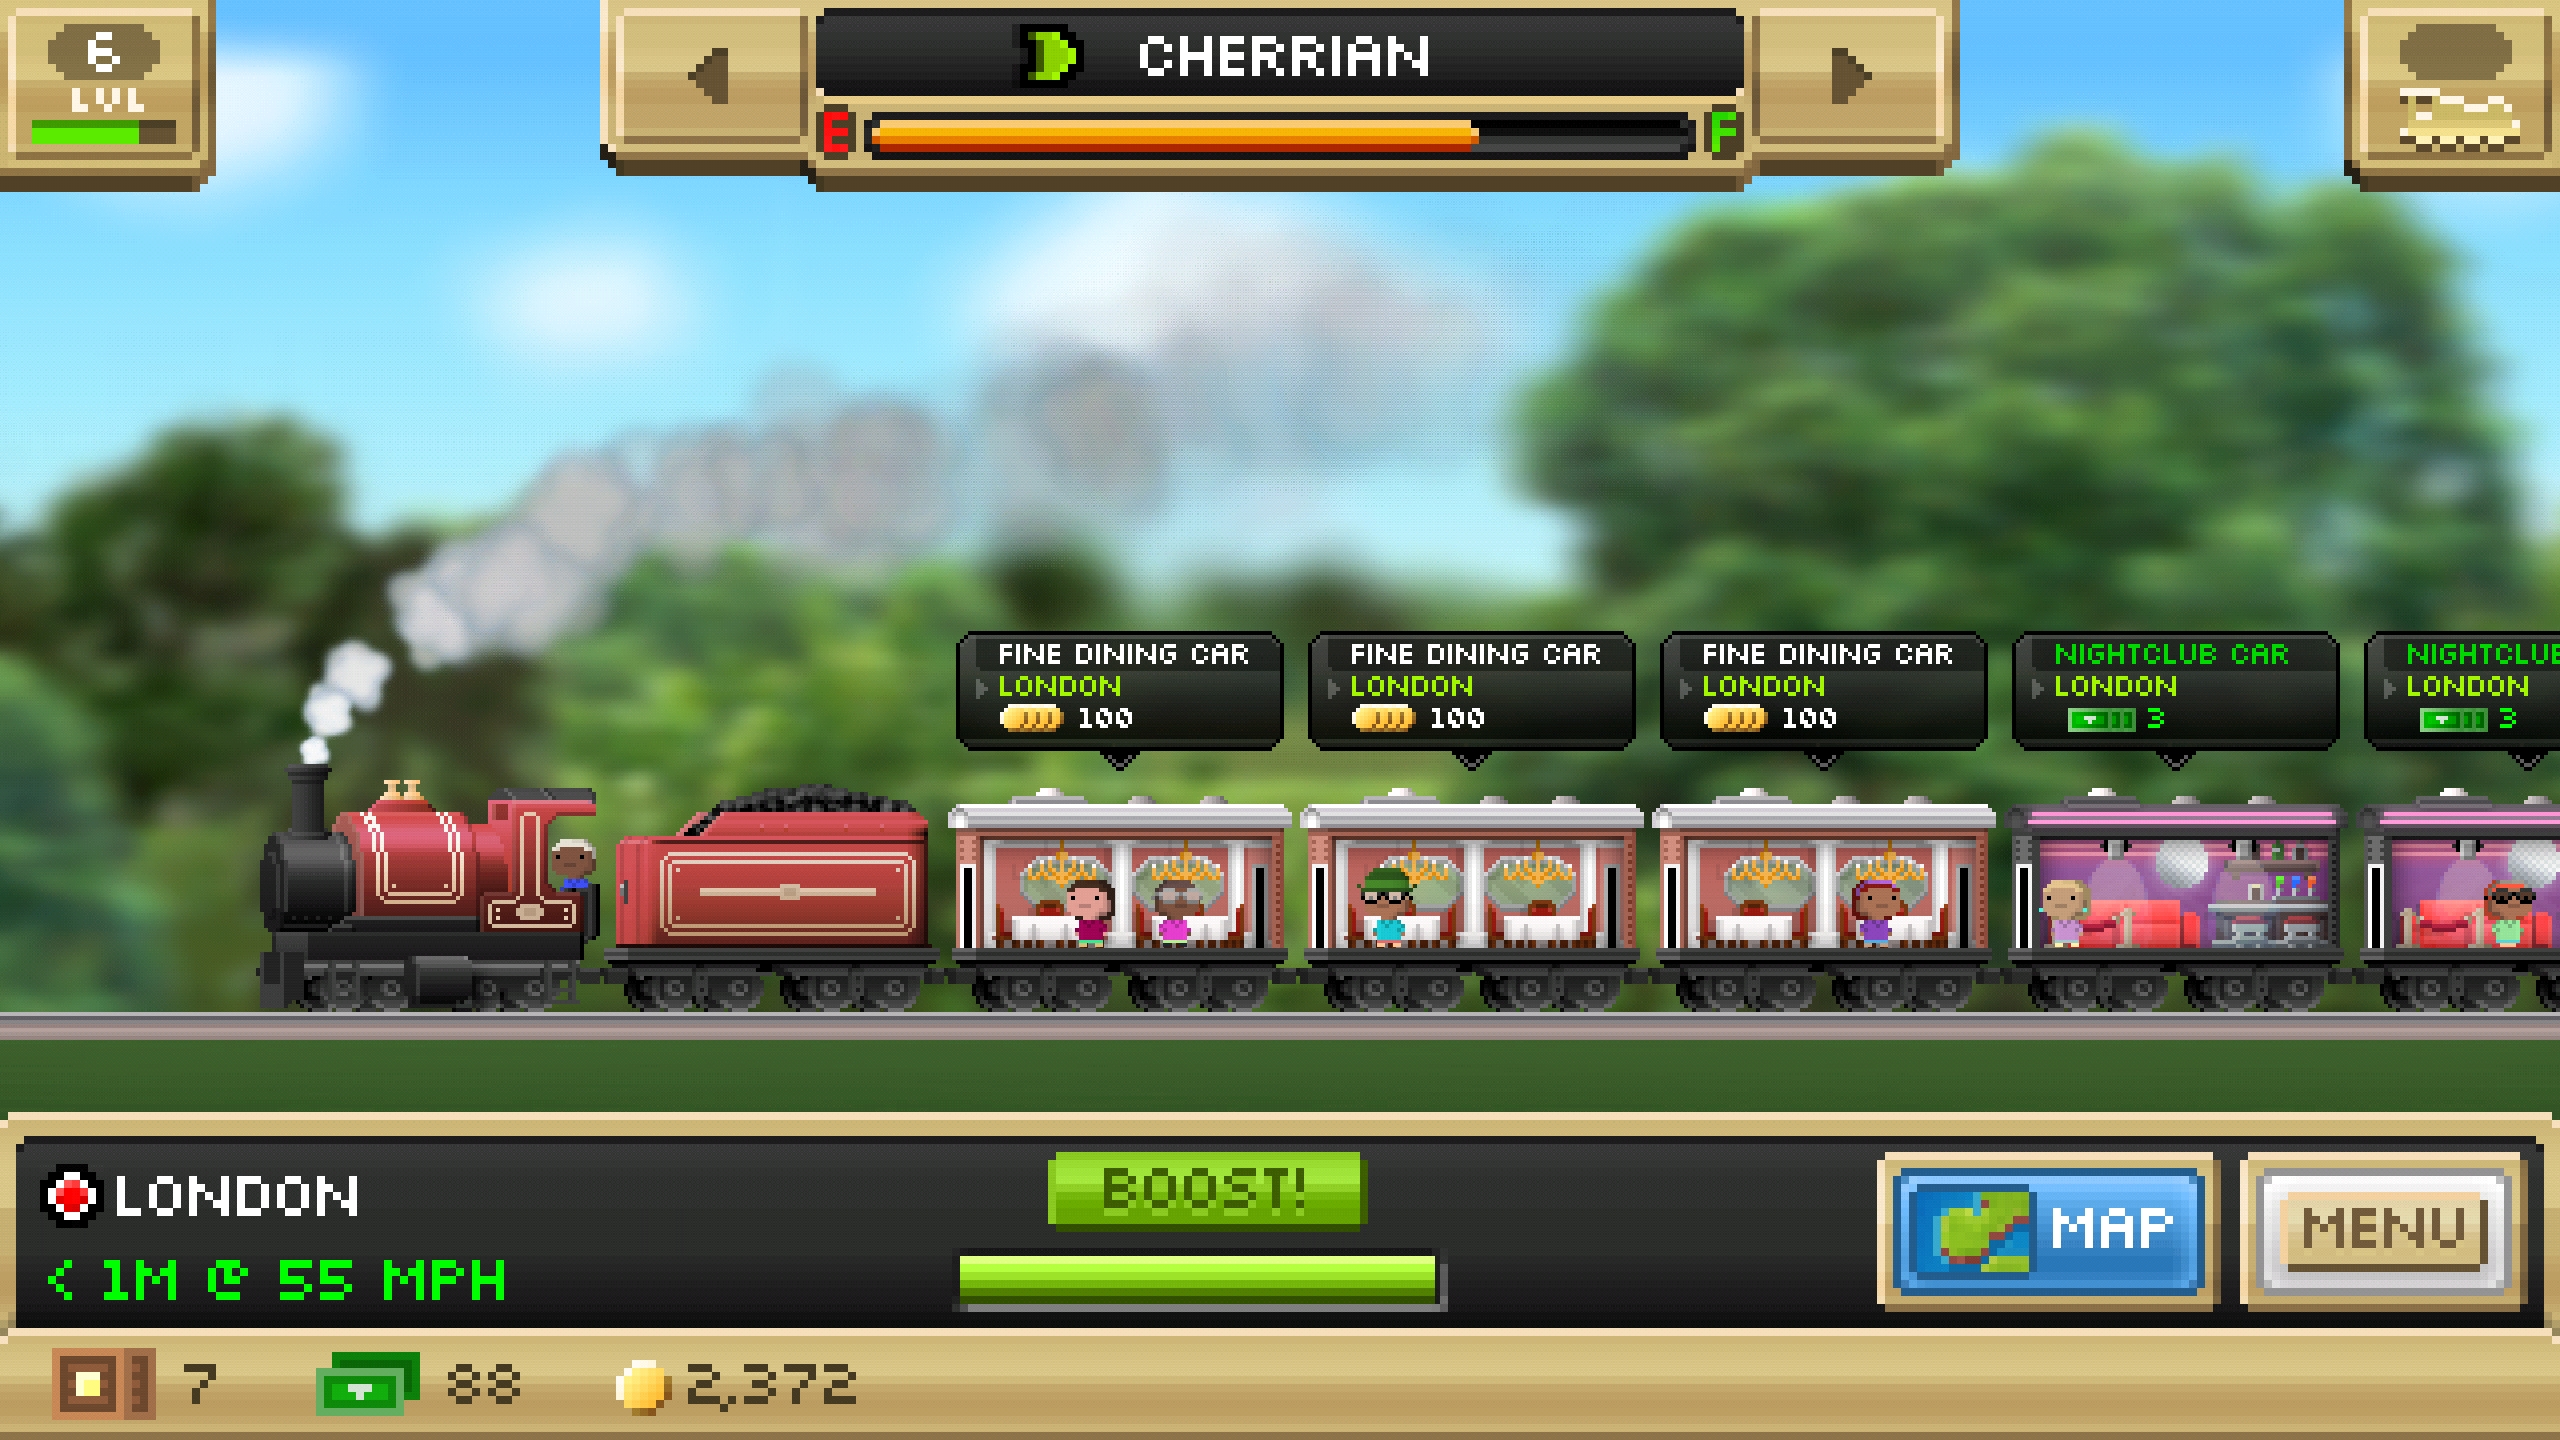 6
LVL
CHERRIAN
E F
FINE DINING CAR
LONDON
100
FINE DINING CAR
LONDON
100
FINE DINING CAR
LONDON
100
NIGHTCLUB CAR
LONDON
3
NIGHTCLUB
LONDON
3
LONDON
< 1M @ 55 MPH
BOOST!
MAP
MENU
7
88
2,372